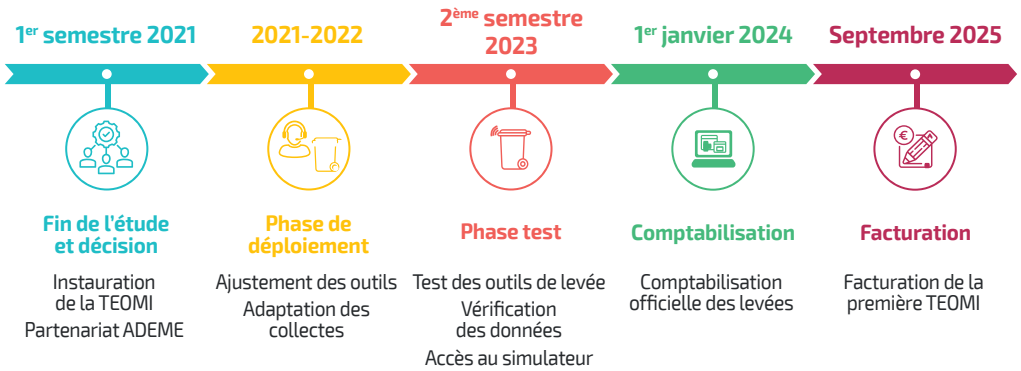 1er semestre 2021
Fin de l'étude
et décision
Instauration
de la TEOMI
Partenariat ADEME
2021-2022
Phase de
déploiement
Ajustement des outils
Adaptation des
collectes
2ème semestre
2023
Phase test
Test des outils de levée
Vérification
des données
Accès au simulateur
1er janvier 2024
Comptabilisation
Comptabilisation
officielle des levées
Septembre 2025
€
Facturation
Facturation de la
première TEOMI